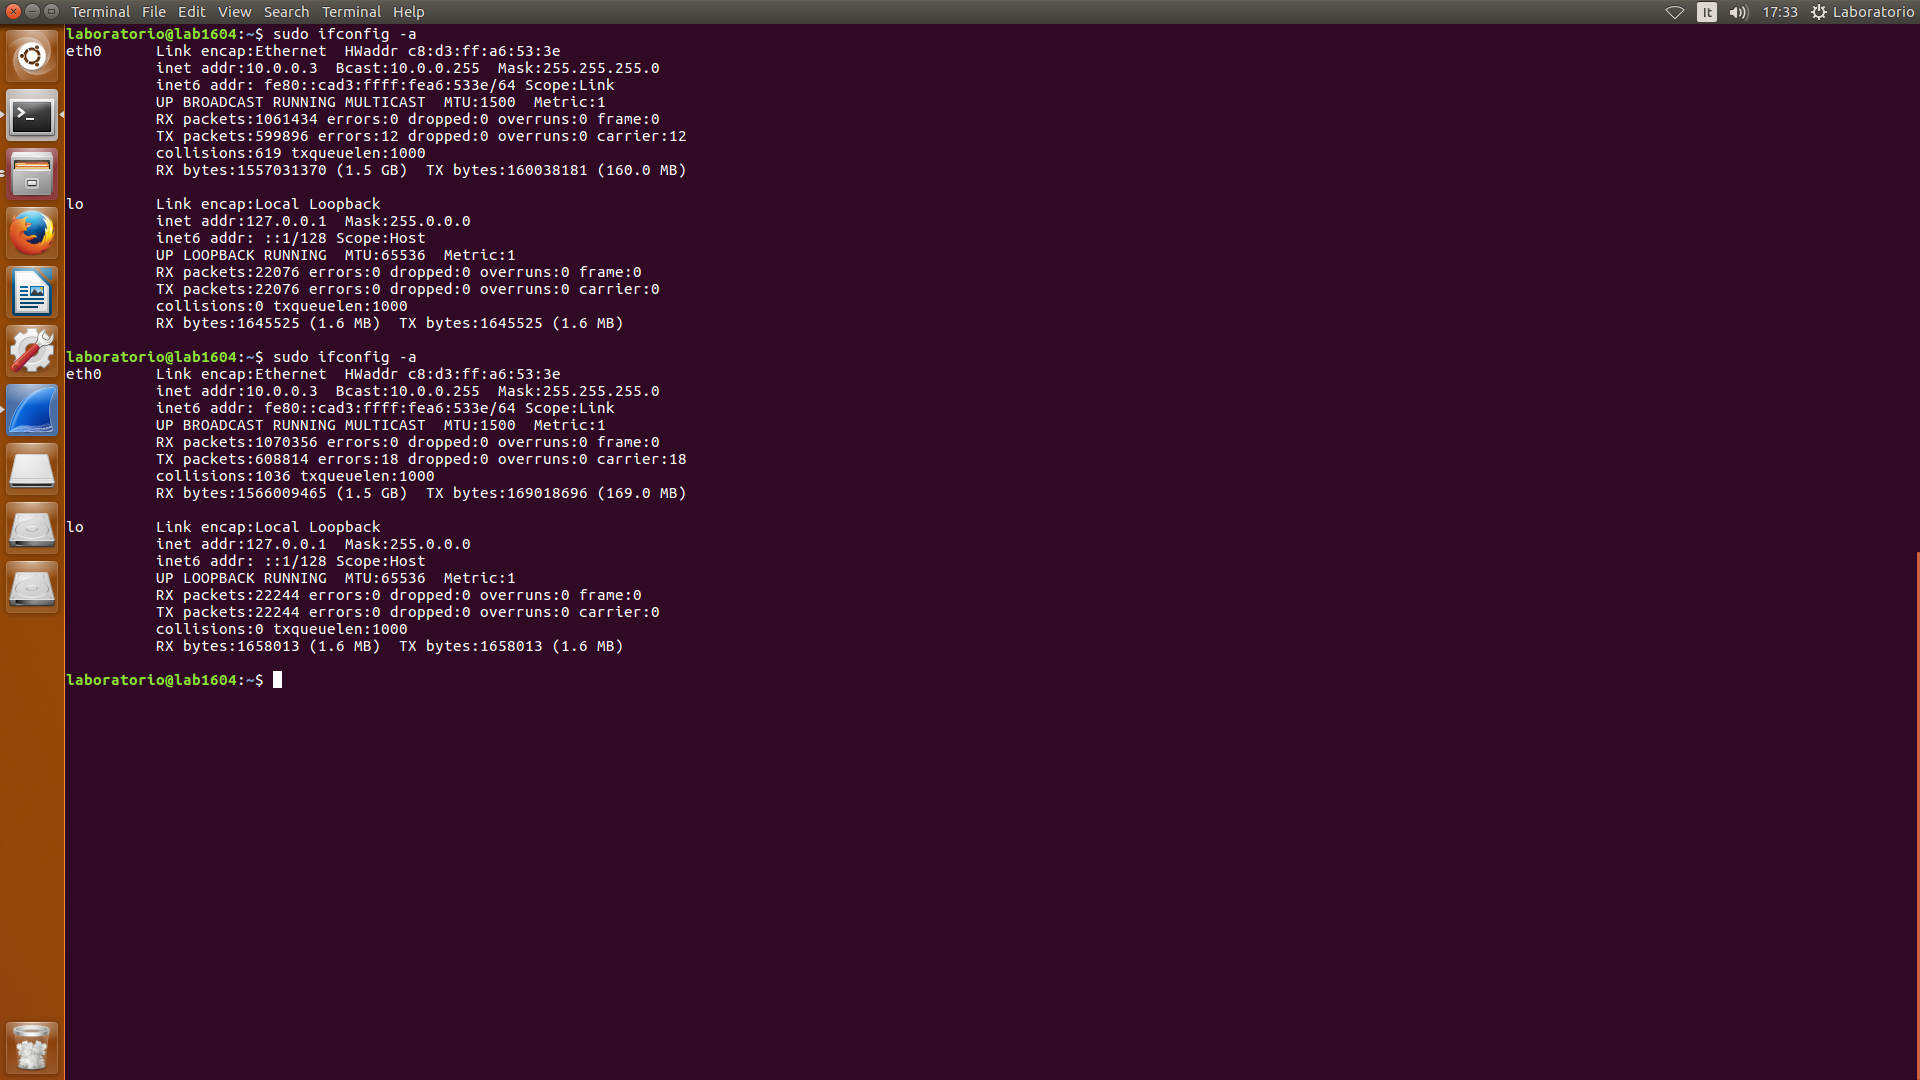 Terminal File Edit View Search Terminal Help It 17:33 Laboratorio
laboratorio@lab1604:~$ sudo ifconfig -a
eth0      Link encap:Ethernet  HWaddr c8:d3:ff:a6:53:3e
          inet addr:10.0.0.3  Bcast:10.0.0.255  Mask:255.255.255.0
          inet6 addr: fe80::cad3:ffff:fea6:533e/64 Scope:Link
          UP BROADCAST RUNNING MULTICAST  MTU:1500  Metric:1
          RX packets:1061434 errors:0 dropped:0 overruns:0 frame:0
          TX packets:599896 errors:12 dropped:0 overruns:0 carrier:12
          collisions:619 txqueuelen:1000
          RX bytes:1557031370 (1.5 GB)  TX bytes:160038181 (160.0 MB)

lo        Link encap:Local Loopback
          inet addr:127.0.0.1  Mask:255.0.0.0
          inet6 addr: ::1/128 Scope:Host
          UP LOOPBACK RUNNING  MTU:65536  Metric:1
          RX packets:22076 errors:0 dropped:0 overruns:0 frame:0
          TX packets:22076 errors:0 dropped:0 overruns:0 carrier:0
          collisions:0 txqueuelen:1000
          RX bytes:1645525 (1.6 MB)  TX bytes:1645525 (1.6 MB)

laboratorio@lab1604:~$ sudo ifconfig -a
eth0      Link encap:Ethernet  HWaddr c8:d3:ff:a6:53:3e
          inet addr:10.0.0.3  Bcast:10.0.0.255  Mask:255.255.255.0
          inet6 addr: fe80::cad3:ffff:fea6:533e/64 Scope:Link
          UP BROADCAST RUNNING MULTICAST  MTU:1500  Metric:1
          RX packets:1070356 errors:0 dropped:0 overruns:0 frame:0
          TX packets:608814 errors:18 dropped:0 overruns:0 carrier:18
          collisions:1036 txqueuelen:1000
          RX bytes:1566009465 (1.5 GB)  TX bytes:169018696 (169.0 MB)

lo        Link encap:Local Loopback
          inet addr:127.0.0.1  Mask:255.0.0.0
          inet6 addr: ::1/128 Scope:Host
          UP LOOPBACK RUNNING  MTU:65536  Metric:1
          RX packets:22244 errors:0 dropped:0 overruns:0 frame:0
          TX packets:22244 errors:0 dropped:0 overruns:0 carrier:0
          collisions:0 txqueuelen:1000
          RX bytes:1658013 (1.6 MB)  TX bytes:1658013 (1.6 MB)

laboratorio@lab1604:~$